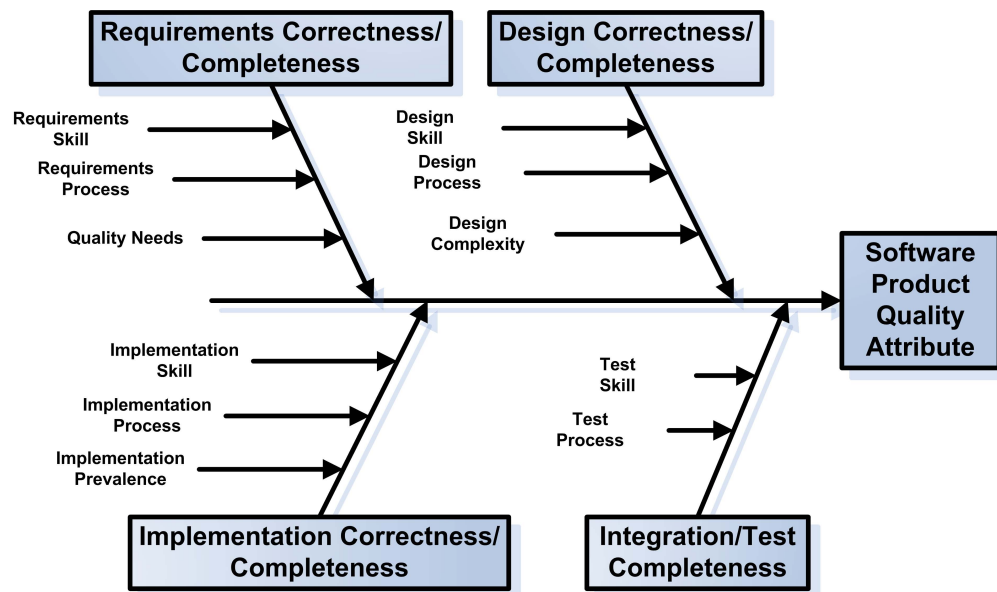 Requirements Correctness/
Completeness
Design Correctness/
Completeness
Requirements
Skill
Requirements
Process
Quality Needs
Design
Skill
Design
Process
Design
Complexity
Software
Product
Quality
Attribute
Implementation
Skill
Implementation
Process
Implementation
Prevalence
Test
Skill
Test
Process
Implementation Correctness/
Completeness
Integration/Test
Completeness